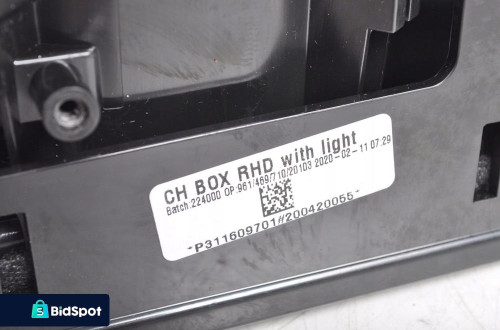 CH BOX RHD with light
Batch:224000 OP:961/469/710/20103 2020-02-11 07:29
*P311609701#200420055*
BidSpot